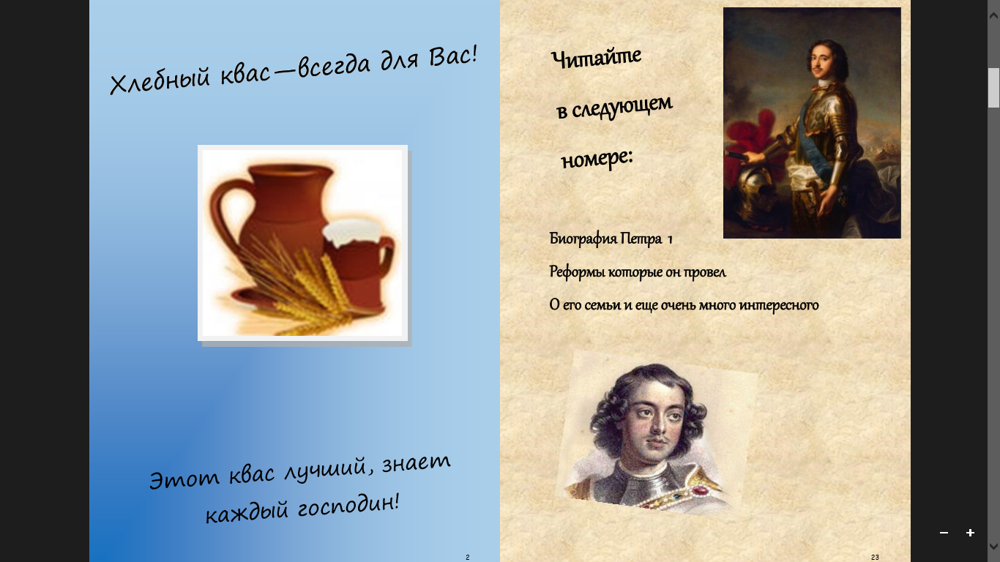 Хлебный квас—всегда для Вас!
Этот квас лучший, знает
каждый господин!
2
Читайте
в следующем
номере:
Биография Петра 1
Реформы которые он провел
О его семьи и еще очень много интересного
23